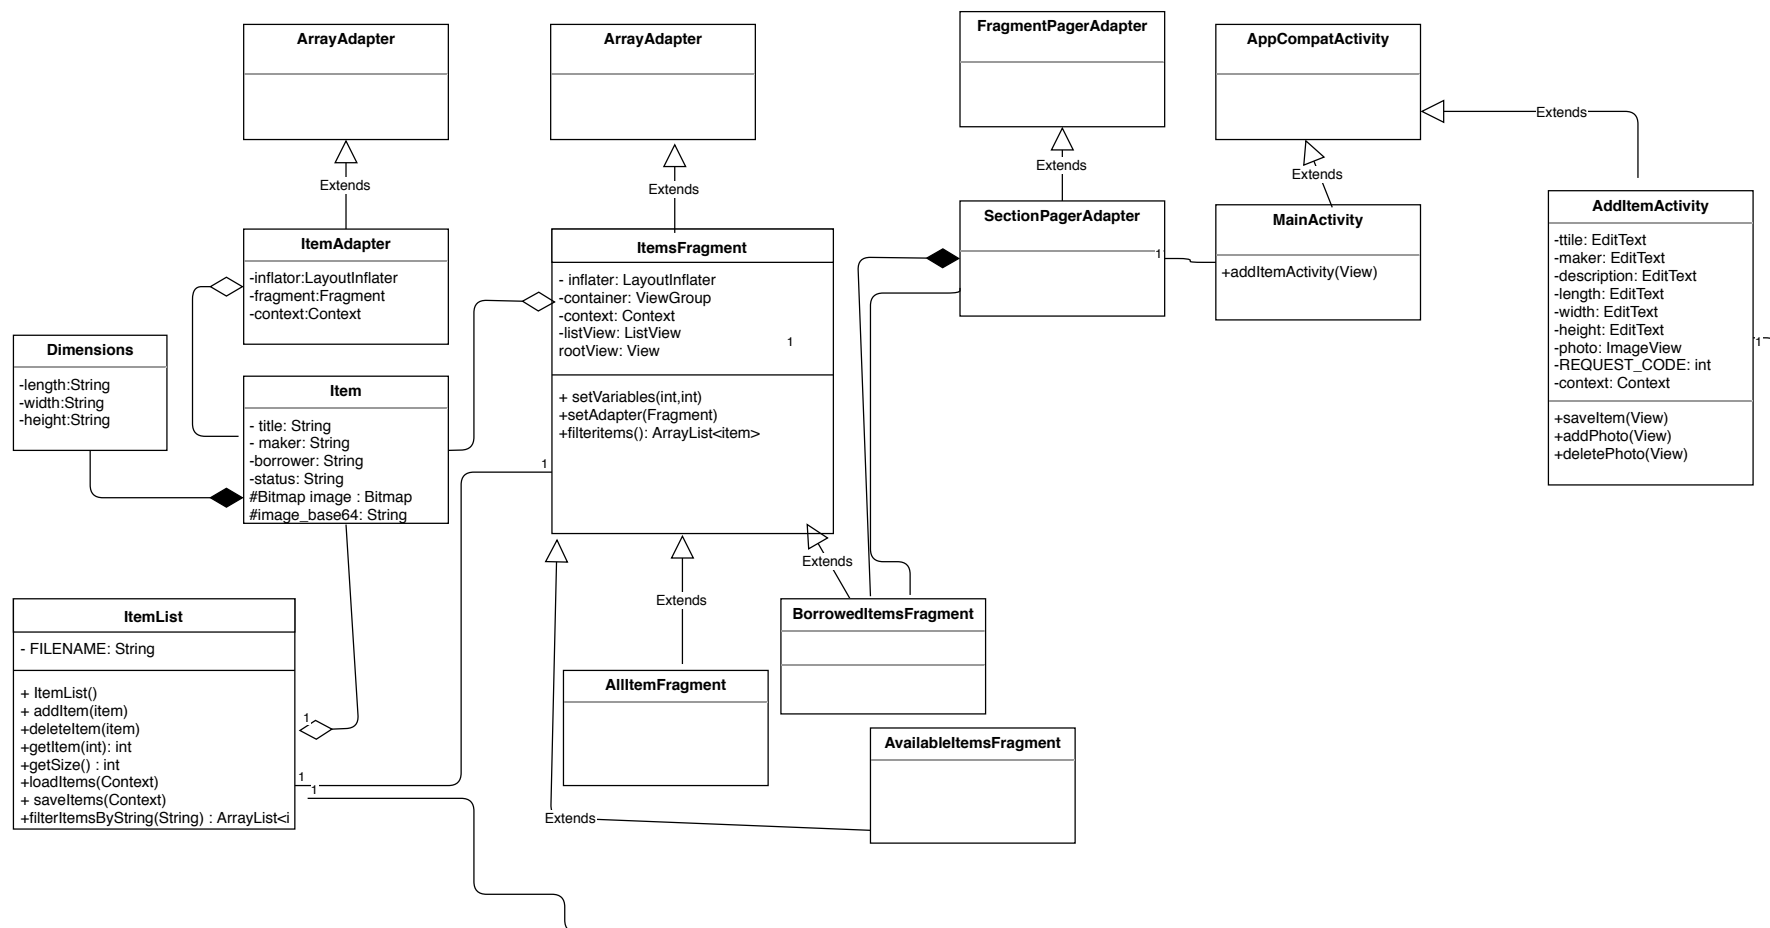 ArrayAdapter
ArrayAdapter
FragmentPagerAdapter
AppCompatActivity
Extends
Extends
Extends
Extends
Extends
ItemAdapter
-inflator:LayoutInflater
-fragment:Fragment
-context:Context
ItemsFragment
- inflater: LayoutInflater
-container: ViewGroup
-context: Context
-listView: ListView
rootView: View
1
+ setVariables(int,int)
+setAdapter(Fragment)
+filteritems(): ArrayList<item>
1
SectionPagerAdapter
1
MainActivity
+addItemActivity(View)
AddItemActivity
-ttile: EditText
-maker: EditText
-description: EditText
-length: EditText
-width: EditText
-height: EditText
-photo: ImageView
-REQUEST_CODE: int
-context: Context
1
+saveItem(View)
+addPhoto(View)
+deletePhoto(View)
Dimensions
-length:String
-width:String
-height:String
Item
- title: String
- maker: String
-borrower: String
-status: String
#Bitmap image : Bitmap
#image_base64: String
Extends
Extends
BorrowedItemsFragment
AllItemFragment
AvailableItemsFragment
Extends
ItemList
- FILENAME: String
+ ItemList()
+ addItem(item)
+deleteItem(item)
+getItem(int): int
+getSize() : int
+loadItems(Context)
+ saveItems(Context)
+filterItemsByString(String) : ArrayList<i
1
1
1